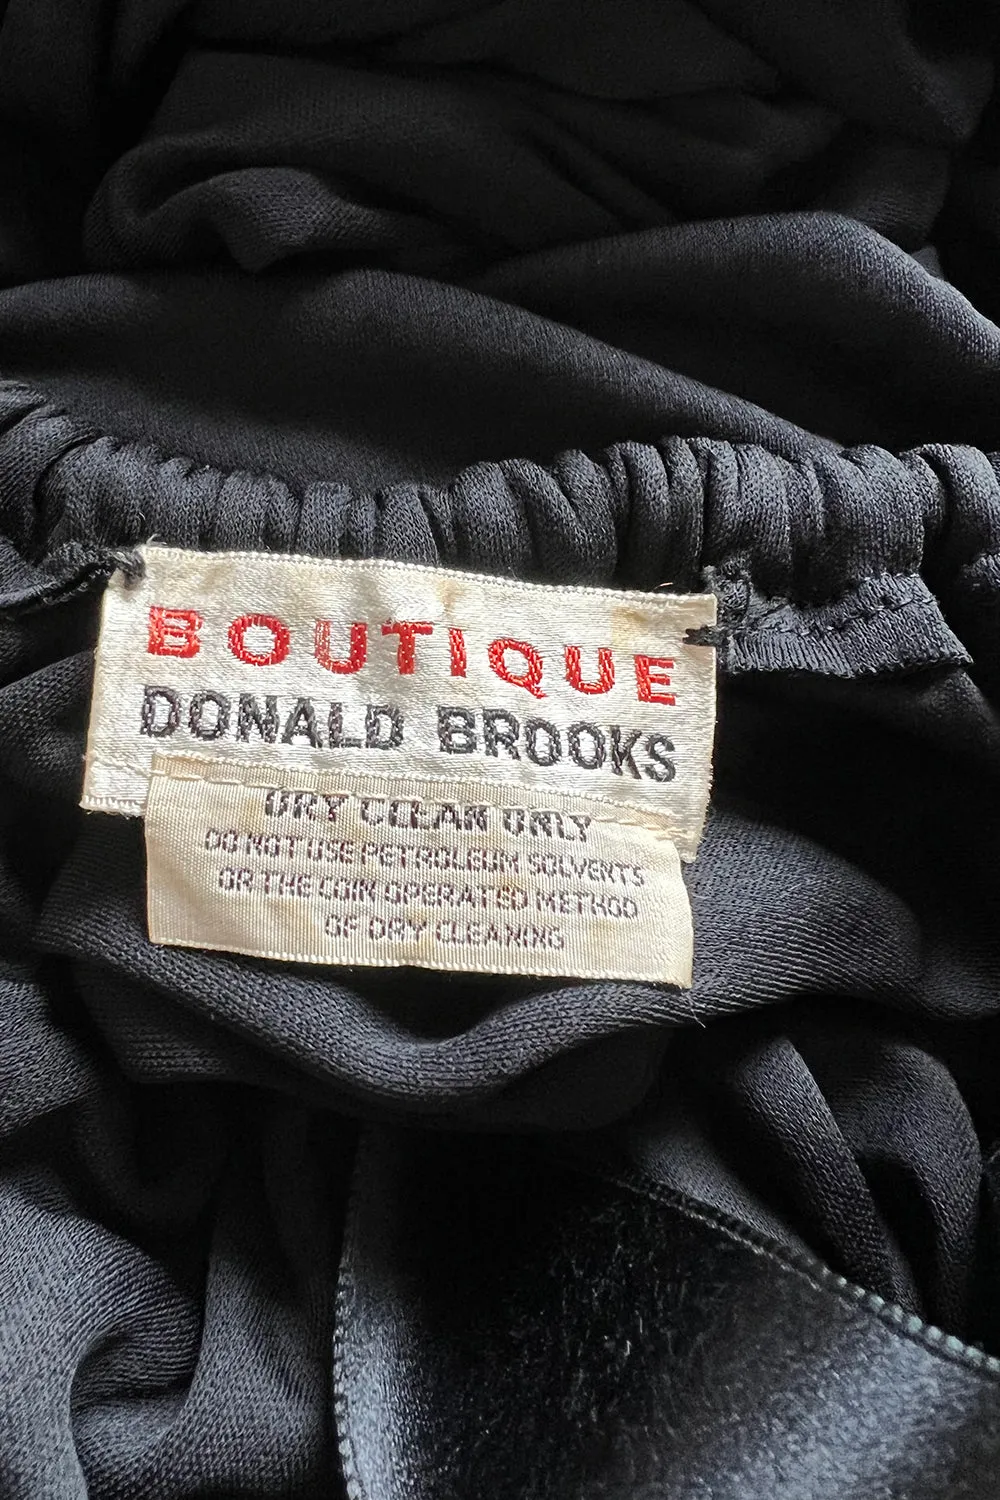 BOUTIQUE
DONALD BROOKS
DRY CLEAN ONLY
DO NOT USE PETROLEUM SOLVENTS
OR THE COIN OPERATED METHOD
OF DRY CLEANING